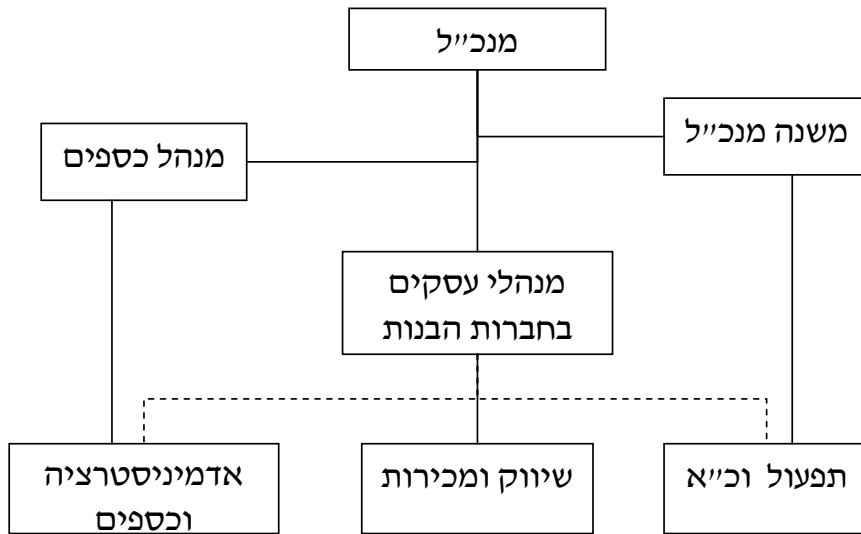 מנכ״ל
משנה מנכ״ל
מנהל כספים
מנהלי עסקים
בחברות הבנות
תפעול וכ״א
שיווק ומכירות
אדמיניסטרציה
וכספים